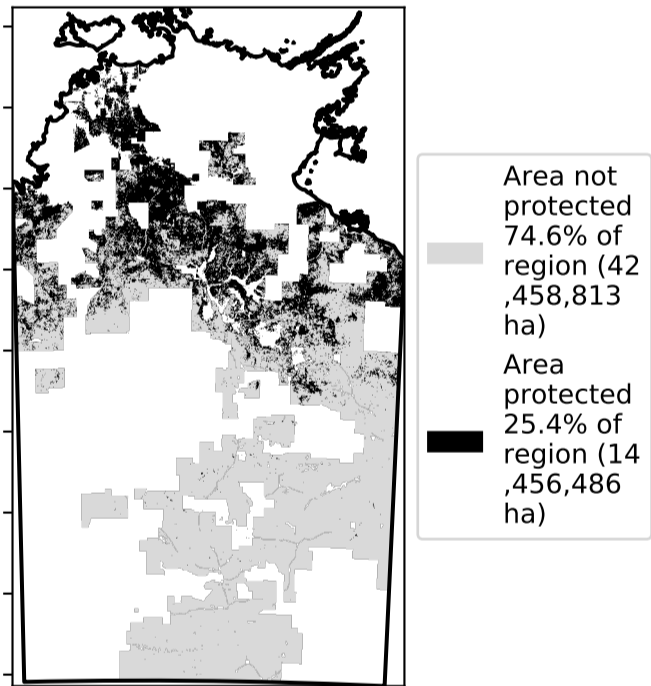 Area not
protected
74.6% of
region (42
,458,813
ha)
Area
protected
25.4% of
region (14
,456,486
ha)